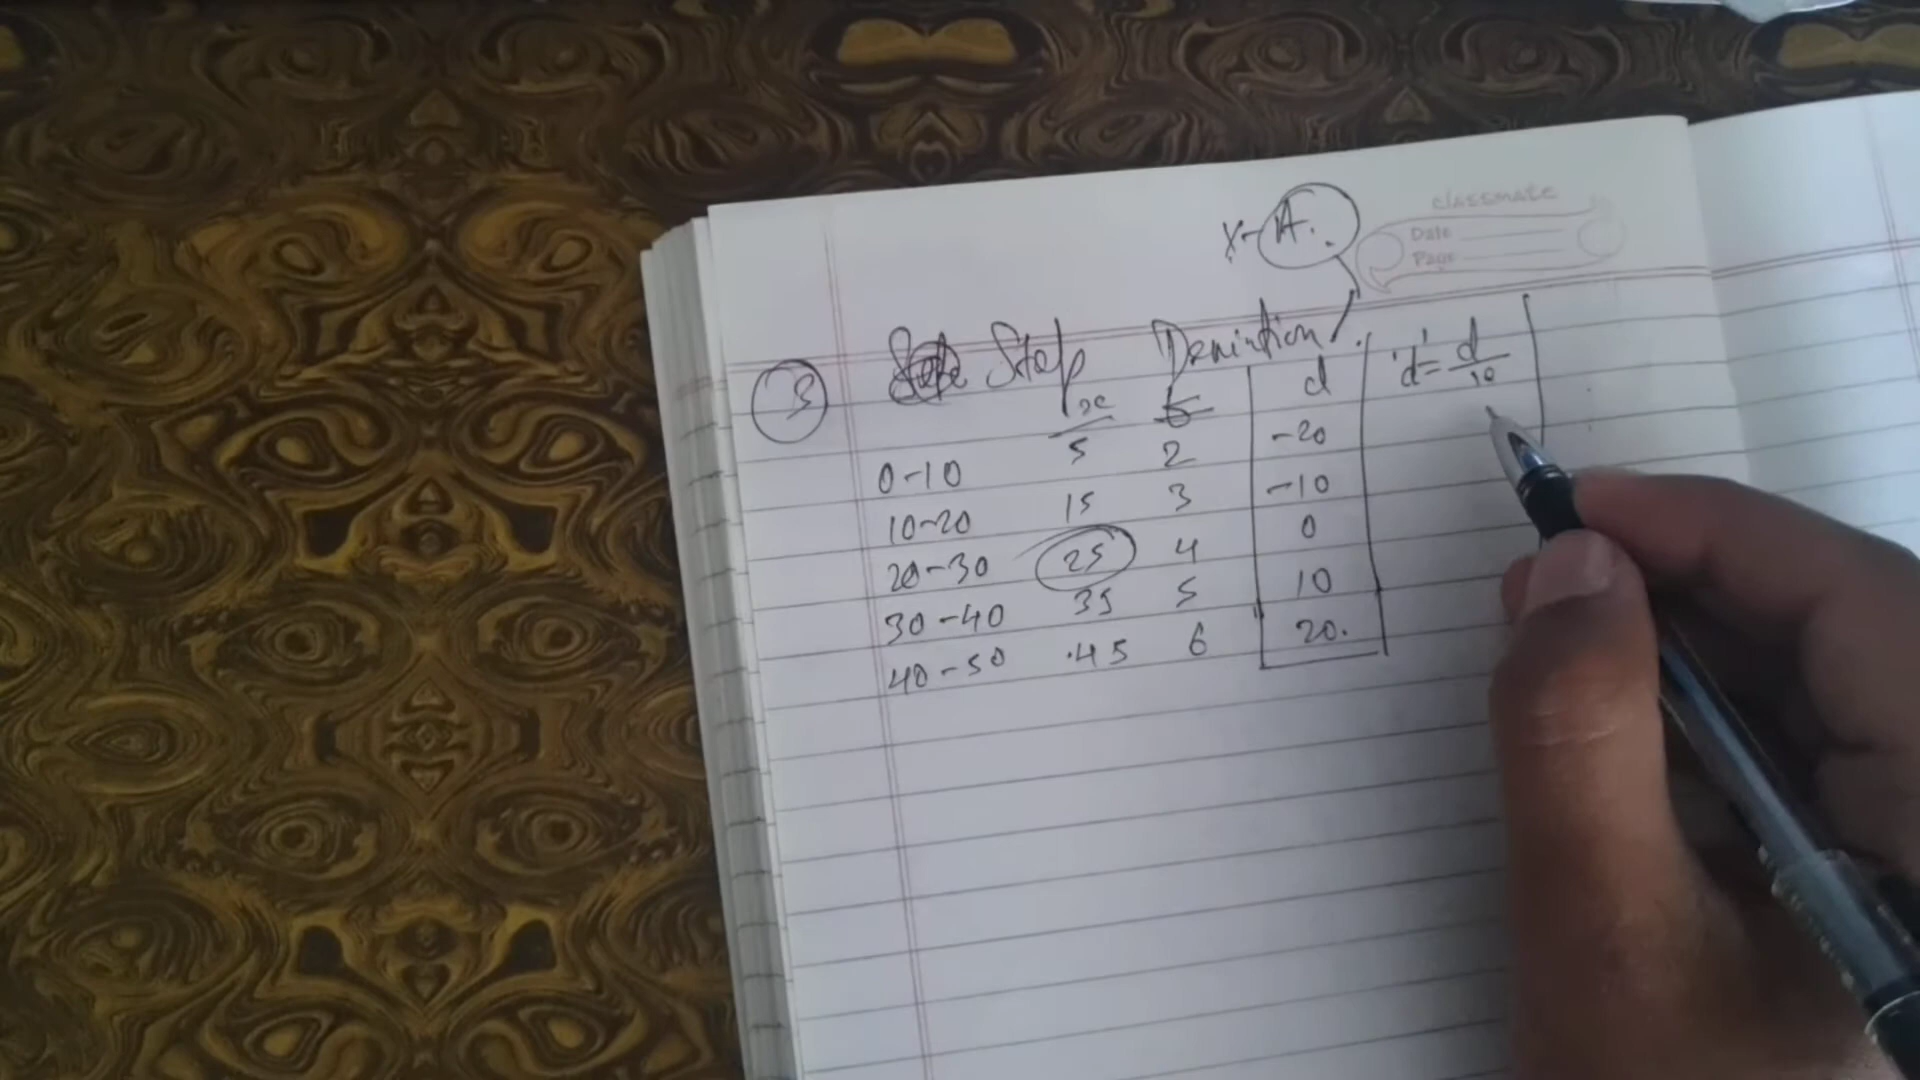 classmate
Date
Page
x-A.
3 Step Deviation
x f d 'd' = d/10
0-10 5 2 -20
10-20 15 3 -10
20-30 25 4 0
30-40 35 5 10
40-50 .45 6 20.